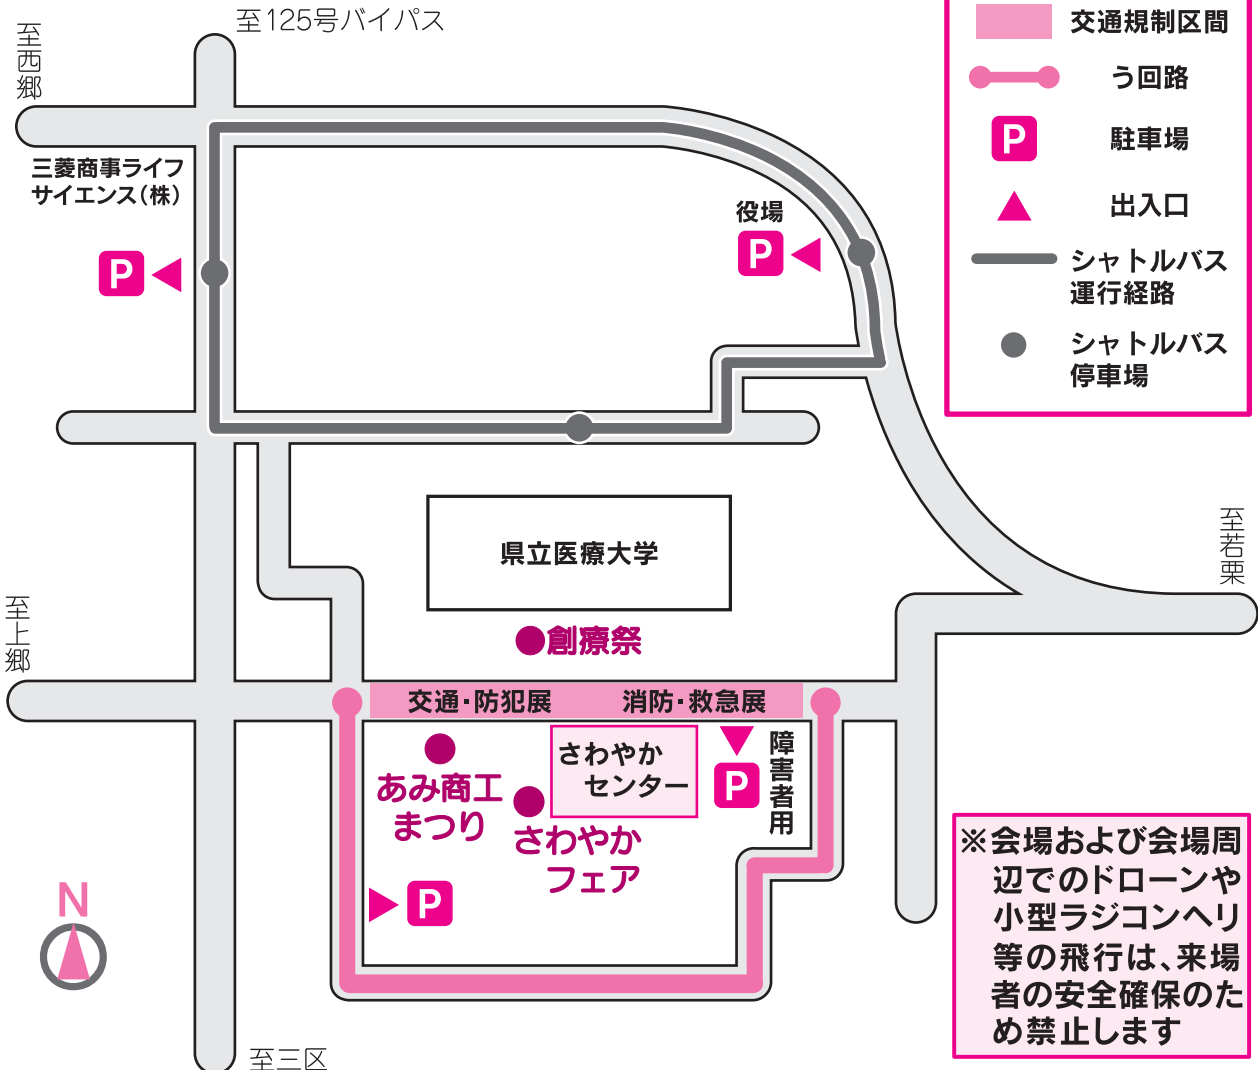 至125号バイパス
至西郷
三菱商事ライフ
サイエンス(株)
P
役場
P
交通規制区間
う回路
P
駐車場
出入口
シャトルバス
運行経路
シャトルバス
停車場
県立医療大学
創療祭
至若栗
至上郷
交通・防犯展
消防・救急展
あみ商工
まつり
さわやか
センター
さわやか
フェア
P
障害者用
P
N
至三区
※会場および会場周
辺でのドローンや
小型ラジコンヘリ
等の飛行は、来場
者の安全確保のた
め禁止します